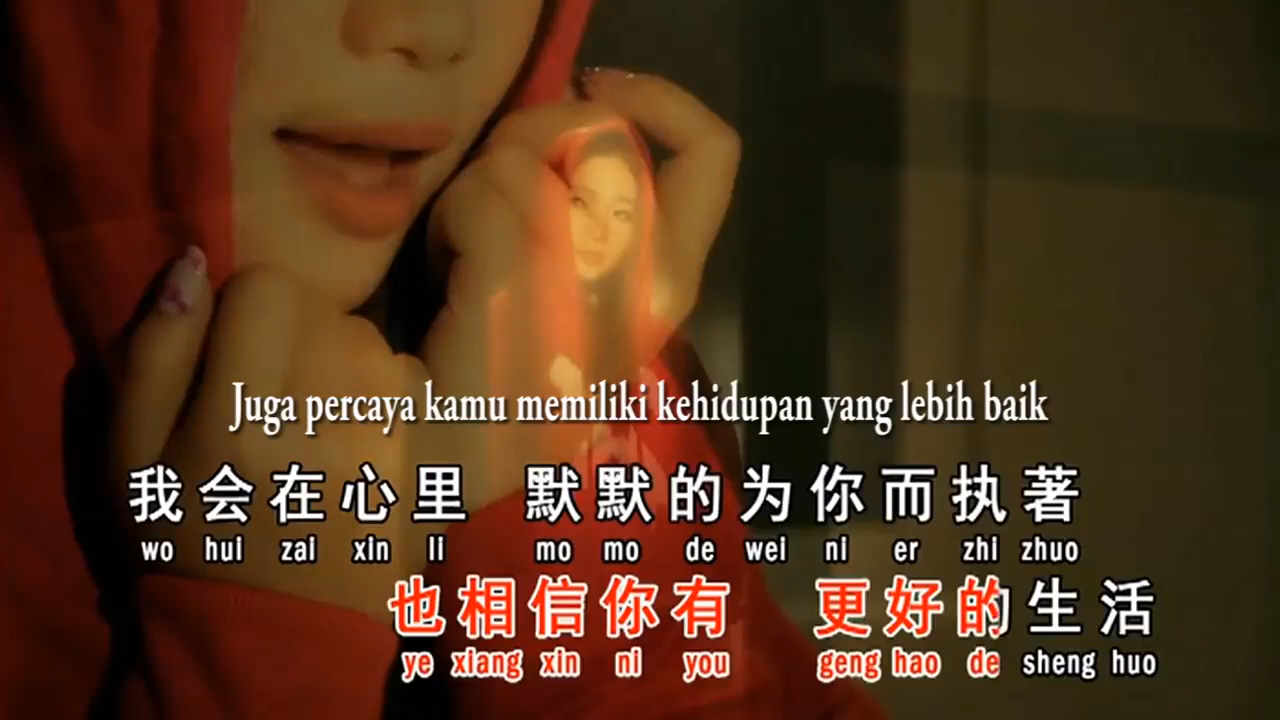 Juga percaya kamu memiliki kehidupan yang lebih baik
我会在心里 默默的为你而执著
wo hui zai xin li mo mo de wei ni er zhi zhuo
也相信你有 更好的生活
ye xiang xin ni you geng hao de sheng huo